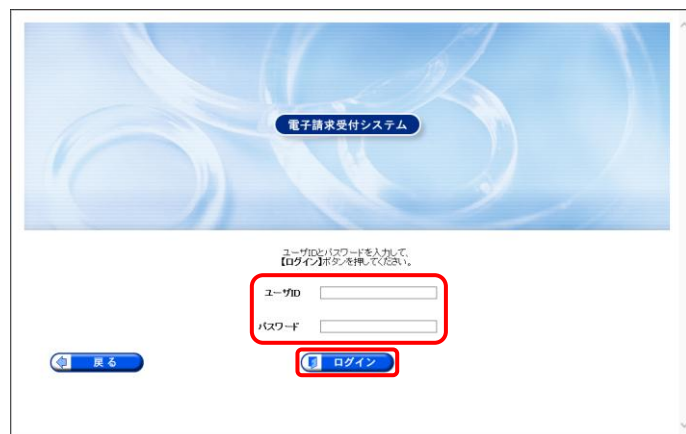 電子請求受付システム
ユーザIDとパスワードを入力して、
【ログイン】ボタンを押してください。
ユーザID
パスワード
戻る
ログイン